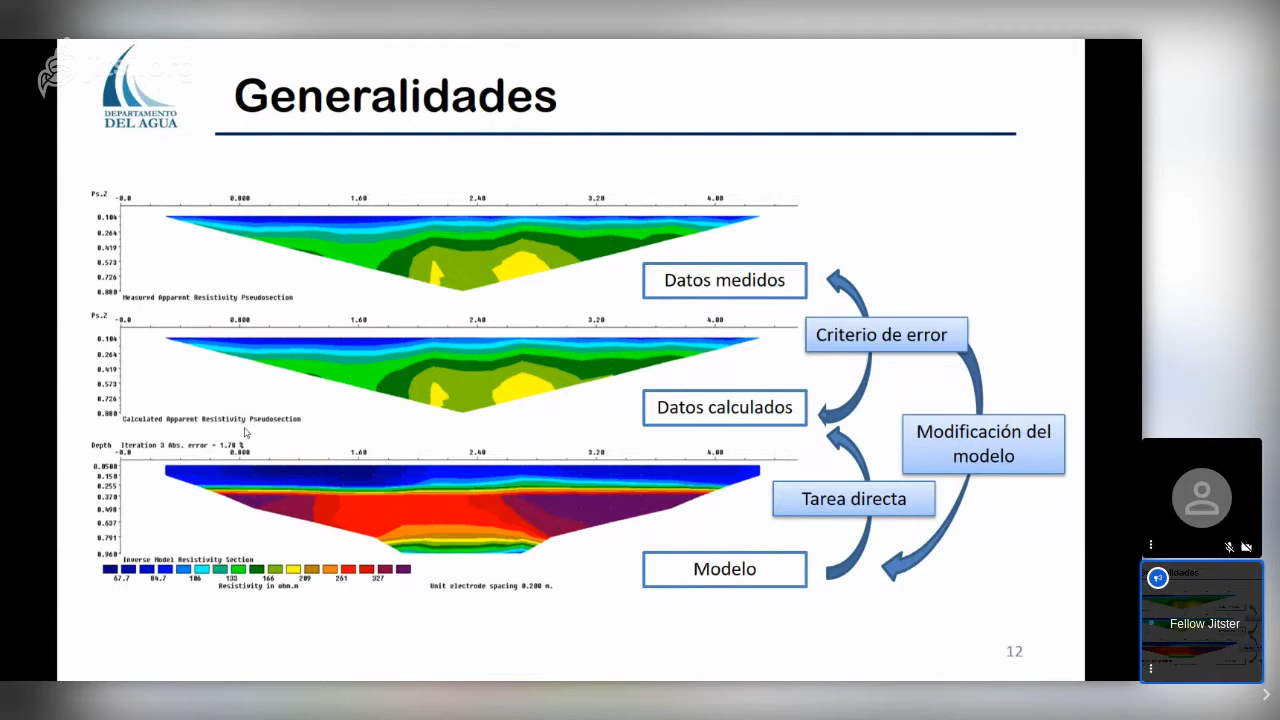 DEPARTAMENTO
DEL AGUA
Generalidades
Ps.Z -0.0 0.800 1.60 2.40 3.20 4.00
0.104
0.264
0.419
0.573
0.726
0.880
Measured Apparent Resistivity Pseudosection
Datos medidos
Ps.Z -0.0 0.800 1.60 2.40 3.20 4.00
0.104
0.264
0.419
0.573
0.726
0.880
Calculated Apparent Resistivity Pseudosection
Criterio de error
Datos calculados
Modificación del
modelo
Depth Iteration 3 Abs. error = 1.78 %
-0.0 0.800 1.60 2.40 3.20 4.00
0.0500
0.150
0.255
0.370
0.498
0.637
0.791
0.960
Tarea directa
Inverse Model Resistivity Section
67.7 84.7 106 133 166 209 261 327
Resistivity in ohm.m
Unit electrode spacing 0.200 m.
Modelo
12
Fellow Jitster